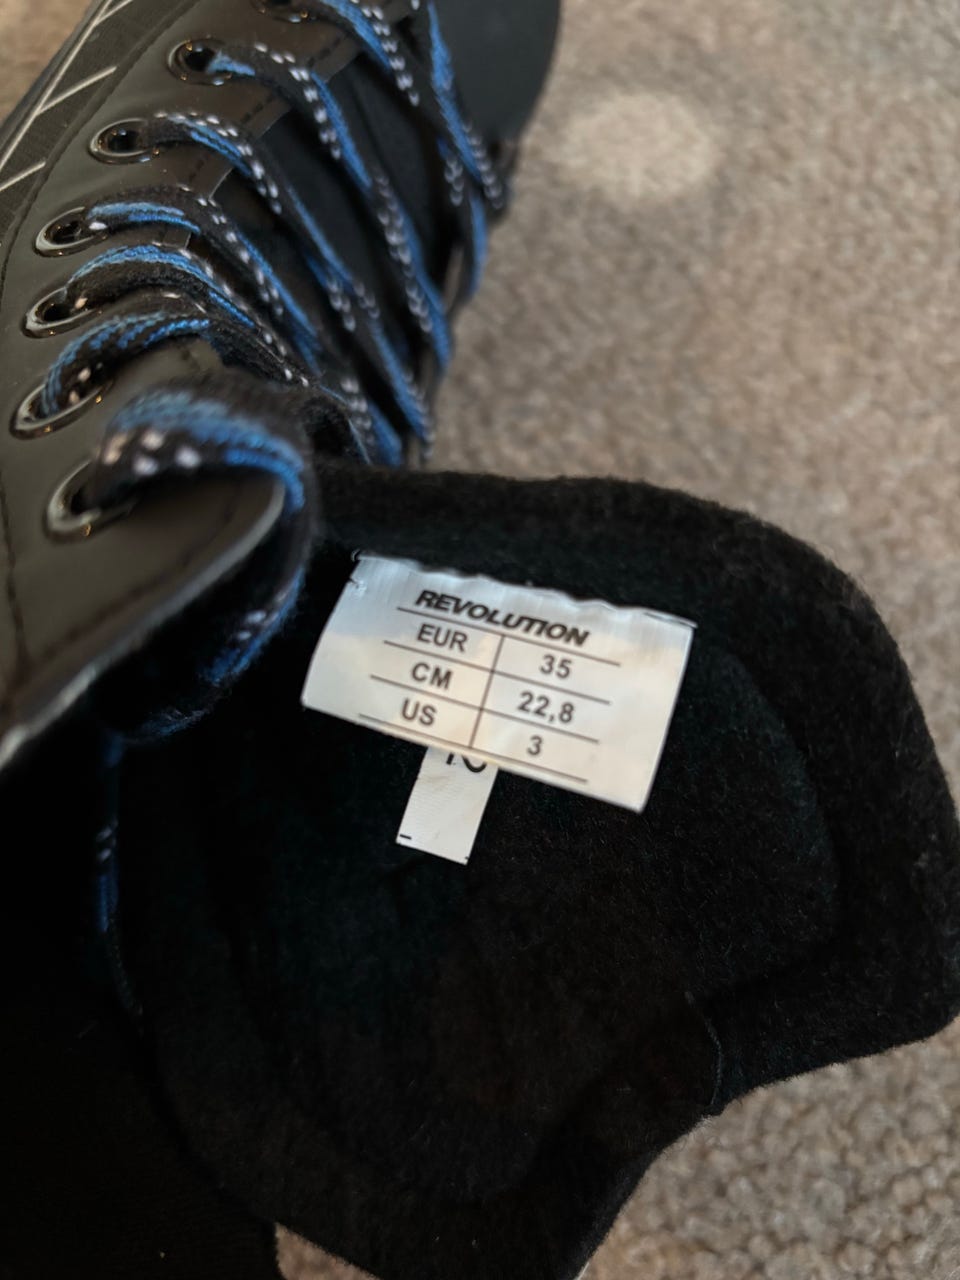 REVOLUTION
EUR 35
CM 22,8
US 3